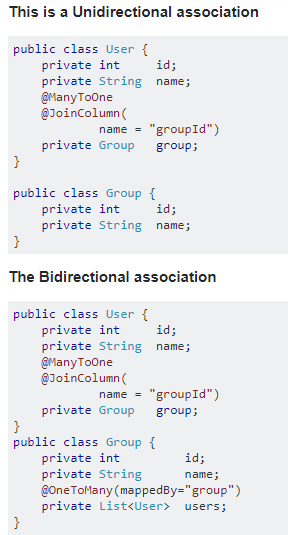 This is a Unidirectional association
public class User {
    private int     id;
    private String  name;
    @ManyToOne
    @JoinColumn(
            name = "groupId")
    private Group   group;
}
public class Group {
    private int     id;
    private String  name;
}
The Bidirectional association
public class User {
    private int     id;
    private String  name;
    @ManyToOne
    @JoinColumn(
            name = "groupId")
    private Group   group;
}
public class Group {
    private int         id;
    private String      name;
    @OneToMany(mappedBy="group")
    private List<User>  users;
}